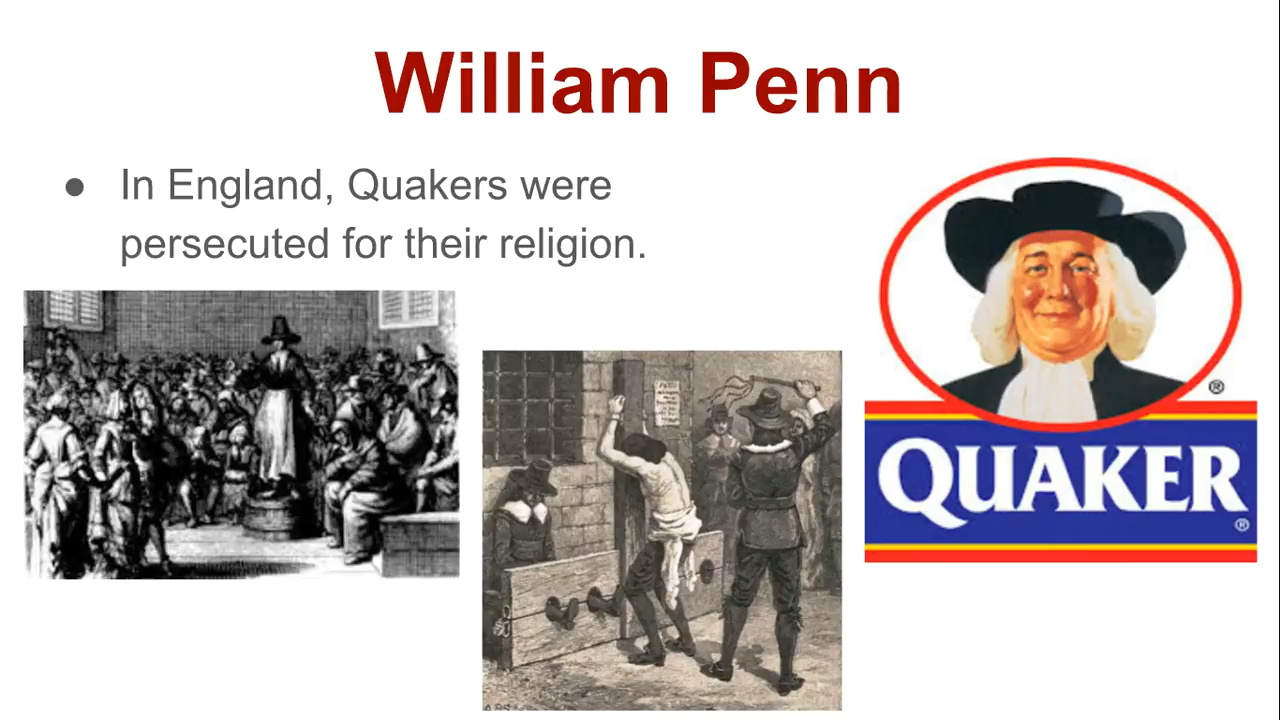 William Penn
● In England, Quakers were
persecuted for their religion.
®
QUAKER
®